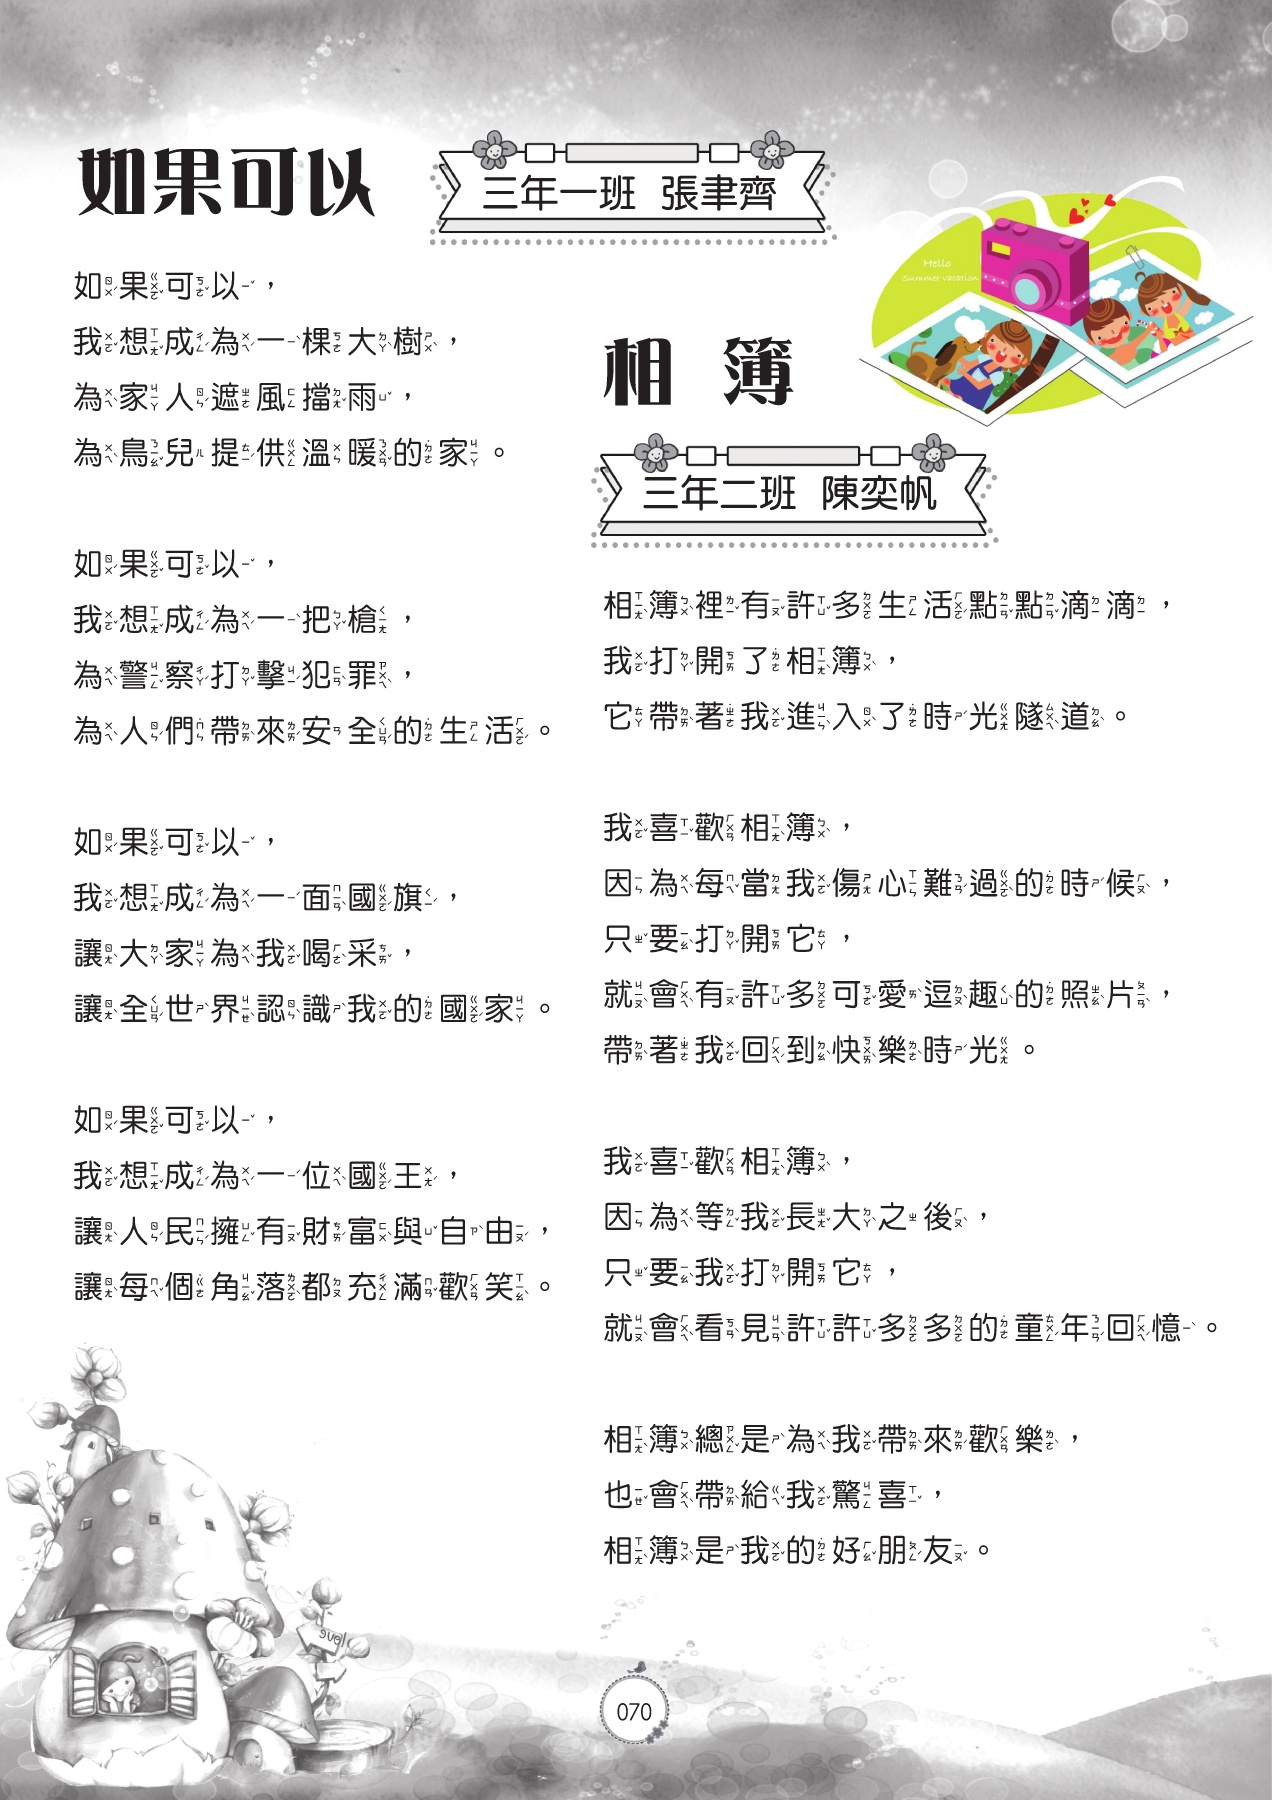 如果可以
三年一班 張聿齊
如果可以，
我想成為一棵大樹，
為家人遮風擋雨，
為鳥兒提供溫暖的家。
如果可以，
我想成為一把槍，
為警察打擊犯罪，
為人們帶來安全的生活。
如果可以，
我想成為一面國旗，
讓大家為我喝采，
讓全世界認識我的國家。
如果可以，
我想成為一位國王，
讓人民擁有財富與自由，
讓每個角落都充滿歡笑。
Hello
Summer vacation
相簿
三年二班 陳奕帆
相簿裡有許多生活點點滴滴，
我打開了相簿，
它帶著我進入了時光隧道。
我喜歡相簿，
因為每當我傷心難過的時候，
只要打開它，
就會有許多可愛逗趣的照片，
帶著我回到快樂時光。
我喜歡相簿，
因為等我長大之後，
只要我打開它，
就會看見許許多多的童年回憶。
相簿總是為我帶來歡樂，
也會帶給我驚喜，
相簿是我的好朋友。
070